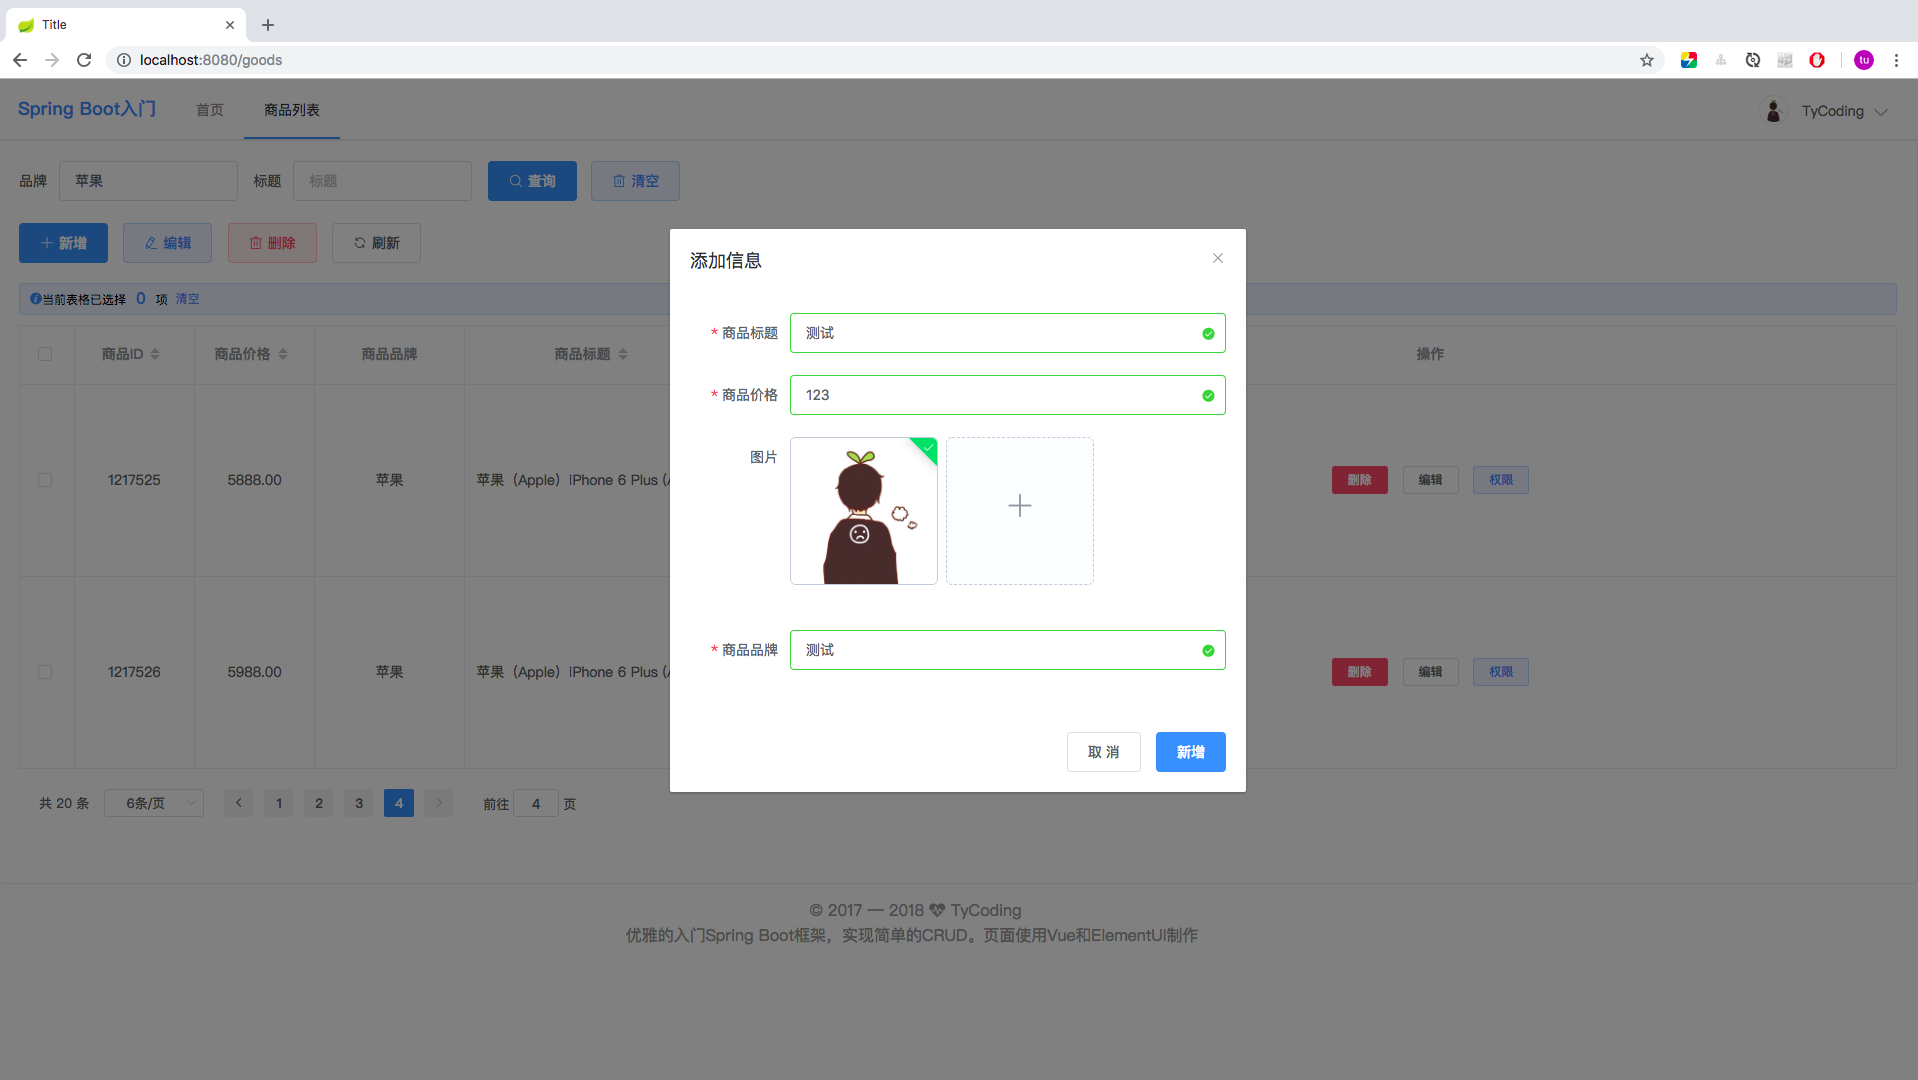 Title
localhost:8080/goods
tu
Spring Boot入门 首页 商品列表 TyCoding
品牌 苹果 标题 标题 查询 清空
新增 编辑 删除 刷新
当前表格已选择 0 项 清空
商品ID 商品价格 商品品牌 商品标题 操作
1217525 5888.00 苹果 苹果（Apple）iPhone 6 Plus (A 删除 编辑 权限
1217526 5988.00 苹果 苹果（Apple）iPhone 6 Plus (A 删除 编辑 权限
添加信息
* 商品标题 测试
* 商品价格 123
图片
* 商品品牌 测试
取 消 新增
共 20 条 6条/页 1 2 3 4 前往 4 页
© 2017 — 2018 TyCoding
优雅的入门Spring Boot框架，实现简单的CRUD。页面使用Vue和ElementUI制作